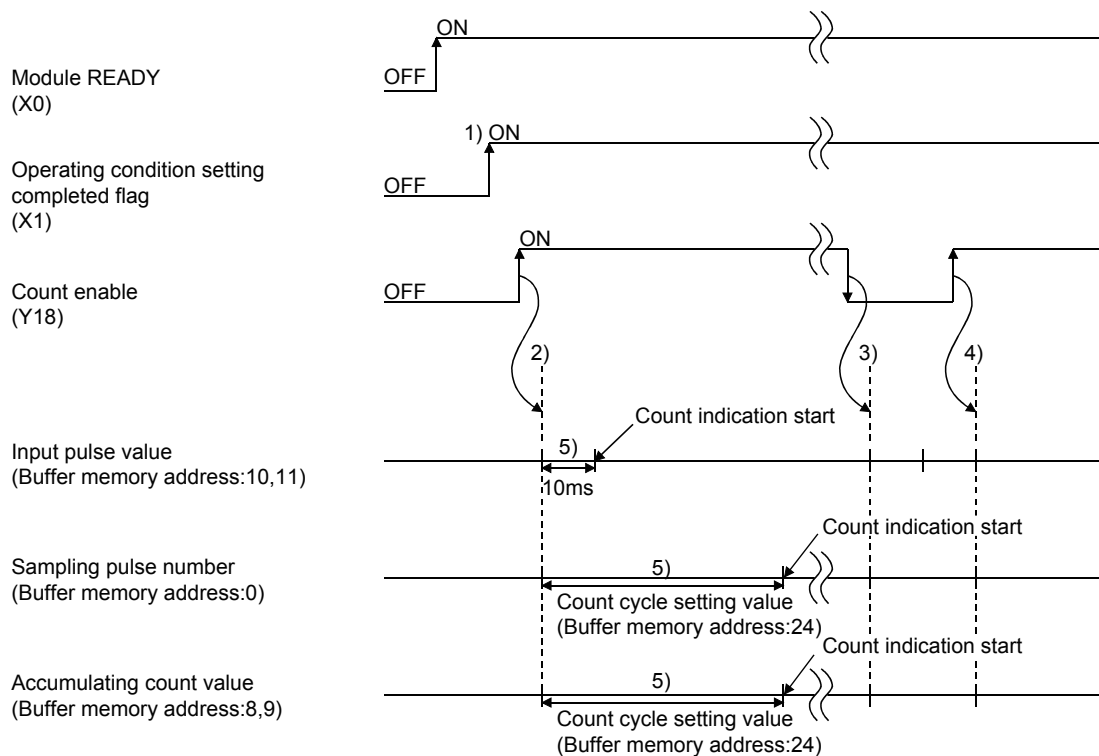 ON
Module READY
(X0)
OFF
1) ON
Operating condition setting
completed flag
(X1)
OFF
ON
Count enable
(Y18)
OFF
2)
3)
4)
Count indication start
Input pulse value
(Buffer memory address:10,11)
5)
10ms
Count indication start
Sampling pulse number
(Buffer memory address:0)
5)
Count cycle setting value
(Buffer memory address:24)
Count indication start
Accumulating count value
(Buffer memory address:8,9)
5)
Count cycle setting value
(Buffer memory address:24)